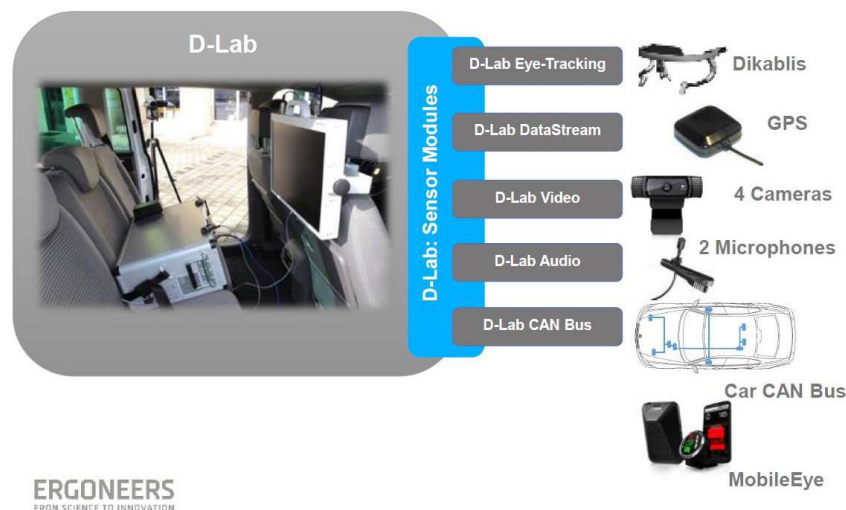 D-Lab
D-Lab: Sensor Modules
D-Lab Eye-Tracking
Dikablis
D-Lab DataStream
GPS
D-Lab Video
4 Cameras
D-Lab Audio
2 Microphones
D-Lab CAN Bus
Car CAN Bus
MobileEye
ERGONEERS
FROM SCIENCE TO INNOVATION